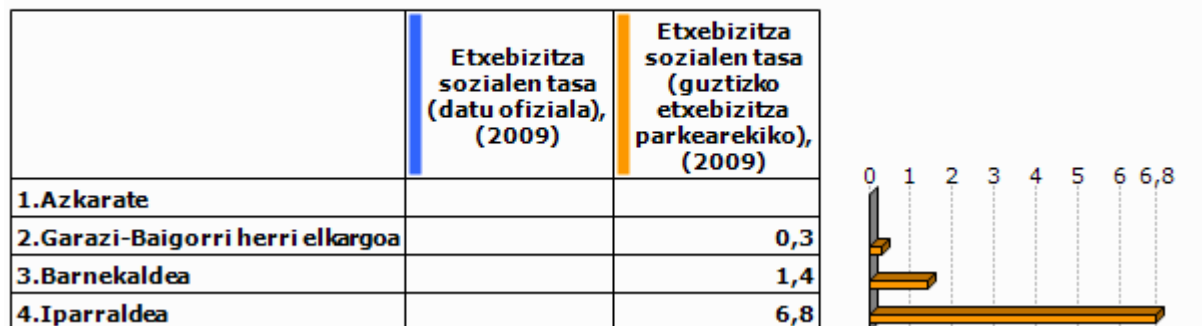 Etxebizitza
sozialen tasa
(datu ofiziala),
(2009)
Etxebizitza
sozialen tasa
(guztizko
etxebizitza
parkearekiko),
(2009)
0 1 2 3 4 5 6 6,8
1.Azkarate
2.Garazi-Baigorri herri elkargoa 0,3
3.Barnekaldea 1,4
4.Iparraldea 6,8